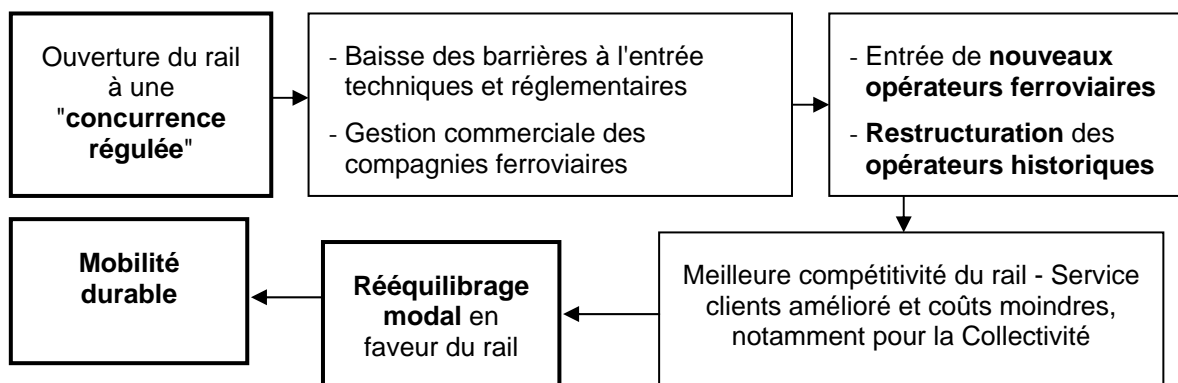 Ouverture du rail
à une
"concurrence
régulée"
- Baisse des barrières à l'entrée
techniques et réglementaires
- Gestion commerciale des
compagnies ferroviaires
- Entrée de nouveaux
opérateurs ferroviaires
- Restructuration des
opérateurs historiques
Meilleure compétitivité du rail - Service
clients amélioré et coûts moindres,
notamment pour la Collectivité
Rééquilibrage
modal en
faveur du rail
Mobilité
durable